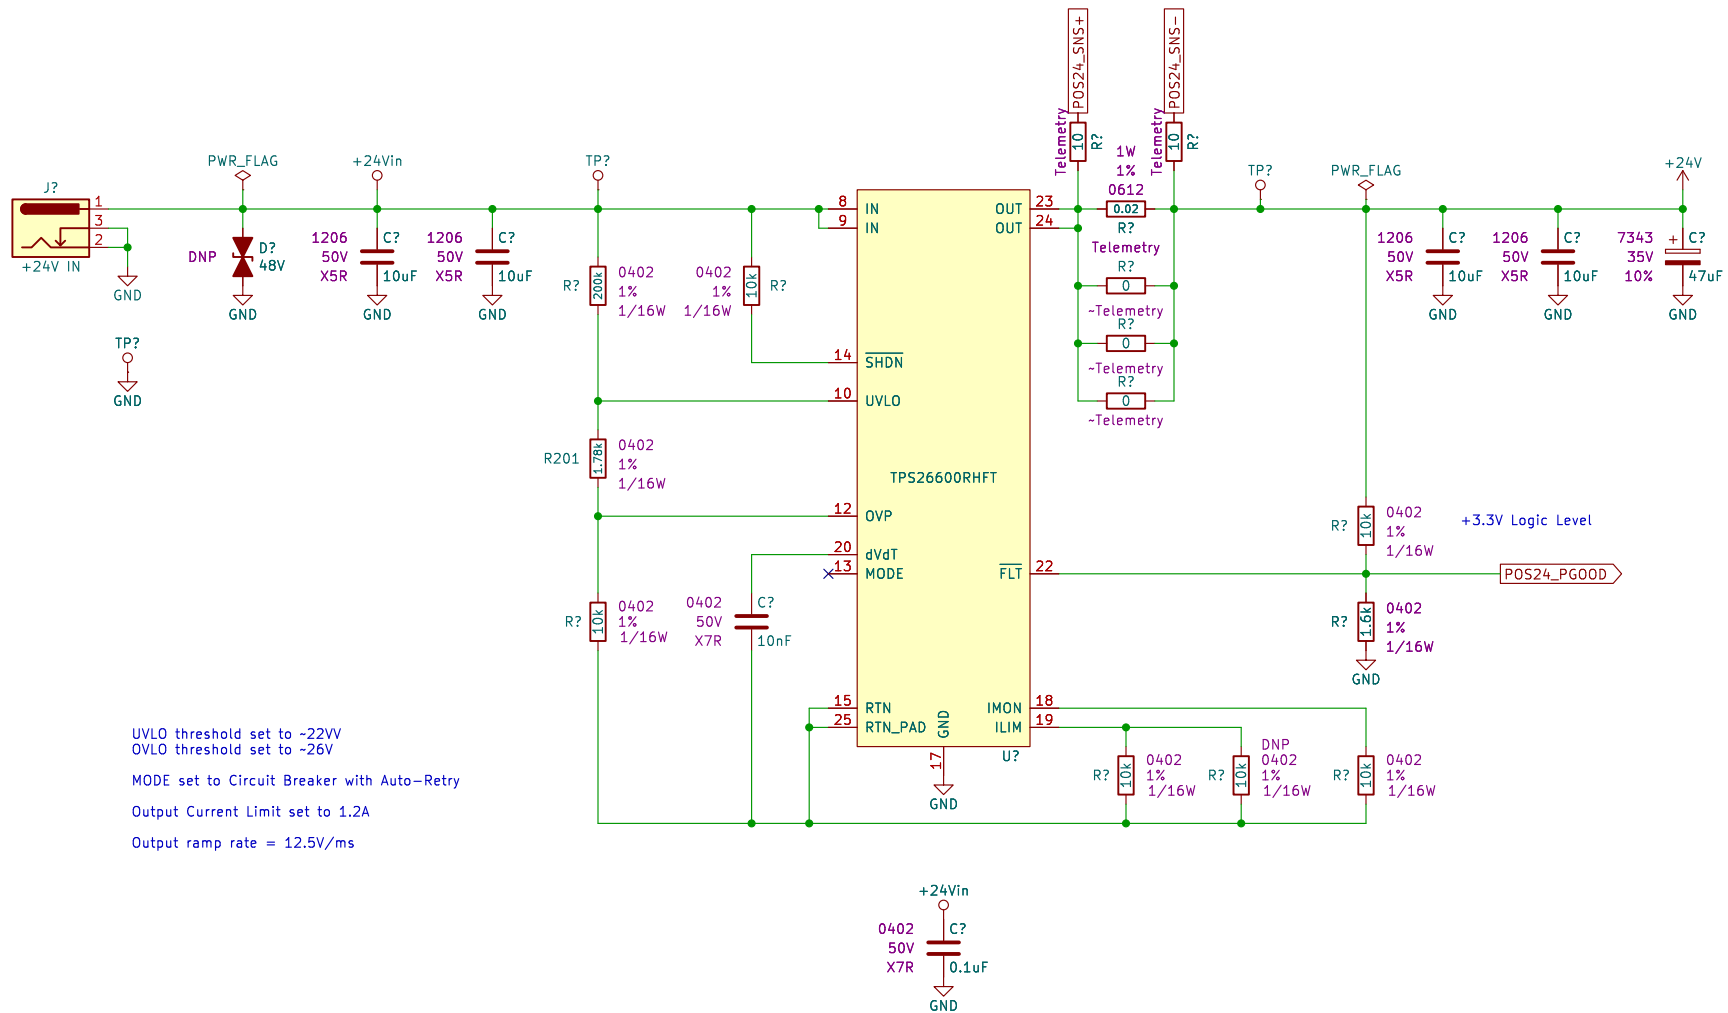 POS24_SNS+
POS24_SNS-
Telemetry
10
R?
Telemetry
10
R?
PWR_FLAG
+24Vin
TP?
1W
1%
0612
0.02
R?
Telemetry
TP?
PWR_FLAG
+24V
J?
1
3
2
+24V IN
GND
DNP
D?
48V
GND
1206
50V
X5R
C?
10uF
GND
1206
50V
X5R
C?
10uF
GND
TP?
GND
R?
200k
0402
1%
1/16W
0402
1%
1/16W
10k
R?
R201
1.78k
0402
1%
1/16W
R?
10k
0402
1%
1/16W
0402
50V
X7R
C?
10nF
8
IN
9
IN
14
SHDN
10
UVLO
12
OVP
20
dVdT
13
MODE
15
RTN
25
RTN_PAD
TPS26600RHFT
OUT
23
OUT
24
FLT
22
IMON
18
ILIM
19
GND
17
U?
GND
R?
0
~Telemetry
R?
0
~Telemetry
R?
0
~Telemetry
1206
50V
X5R
C?
10uF
GND
1206
50V
X5R
C?
10uF
GND
7343
35V
10%
+
C?
47uF
GND
R?
10k
0402
1%
1/16W
+3.3V Logic Level
POS24_PGOOD
R?
1.6k
0402
1%
1/16W
GND
R?
10k
0402
1%
1/16W
DNP
R?
10k
0402
1%
1/16W
R?
10k
0402
1%
1/16W
UVLO threshold set to ~22VV
OVLO threshold set to ~26V
MODE set to Circuit Breaker with Auto-Retry
Output Current Limit set to 1.2A
Output ramp rate = 12.5V/ms
+24Vin
0402
50V
X7R
C?
0.1uF
GND